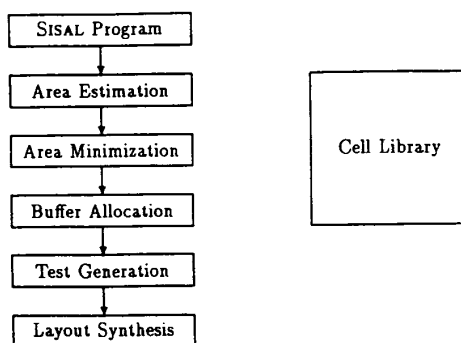 SISAL Program
Area Estimation
Area Minimization
Cell Library
Buffer Allocation
Test Generation
Layout Synthesis